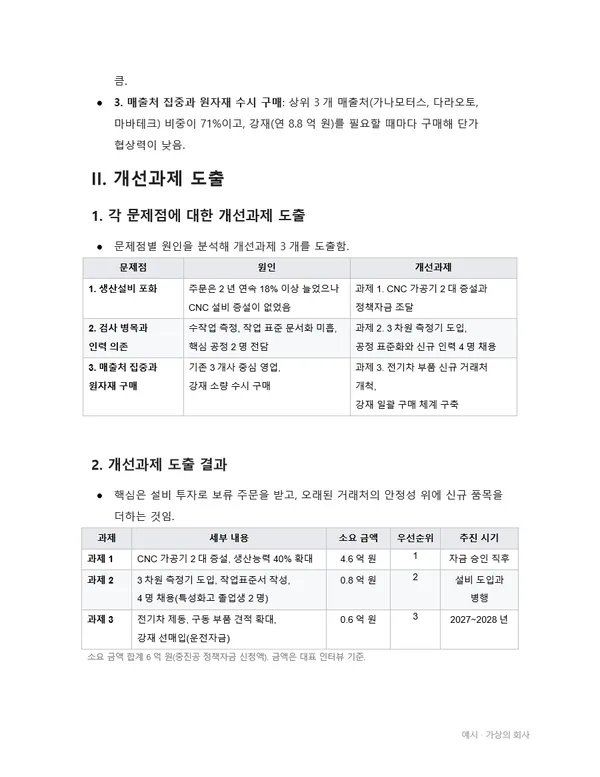 큼.
● 3. 매출처 집중과 원자재 수시 구매: 상위 3개 매출처(가나모터스, 다라오토,
마바테크) 비중이 71%이고, 강재(연 8.8억 원)를 필요할 때마다 구매해 단가
협상력이 낮음.
II. 개선과제 도출
1. 각 문제점에 대한 개선과제 도출
● 문제점별 원인을 분석해 개선과제 3개를 도출함.
문제점 원인 개선과제
1. 생산설비 포화 주문은 2년 연속 18% 이상 늘었으나 과제 1. CNC 가공기 2대 증설과
CNC 설비 증설이 없었음 정책자금 조달
2. 검사 병목과 수작업 측정, 작업 표준 문서화 미흡, 과제 2. 3차원 측정기 도입,
인력 의존 핵심 공정 2명 전담 공정 표준화와 신규 인력 4명 채용
3. 매출처 집중과 기존 3개사 중심 영업, 과제 3. 전기차 부품 신규 거래처
원자재 구매 강재 소량 수시 구매 개척,
강재 일괄 구매 체계 구축
2. 개선과제 도출 결과
● 핵심은 설비 투자로 보류 주문을 받고, 오래된 거래처의 안정성 위에 신규 품목을
더하는 것임.
과제 세부 내용 소요 금액 우선순위 추진 시기
과제 1 CNC 가공기 2대 증설, 생산능력 40% 확대 4.6억 원 1 자금 승인 직후
과제 2 3차원 측정기 도입, 작업표준서 작성, 0.8억 원 2 설비 도입과
4명 채용(특성화고 졸업생 2명) 병행
과제 3 전기차 제동, 구동 부품 견적 확대, 0.6억 원 3 2027~2028년
강재 선매입(운전자금)
소요 금액 합계 6억 원(중진공 정책자금 신청액). 금액은 대표 인터뷰 기준.
예시 · 가상의 회사